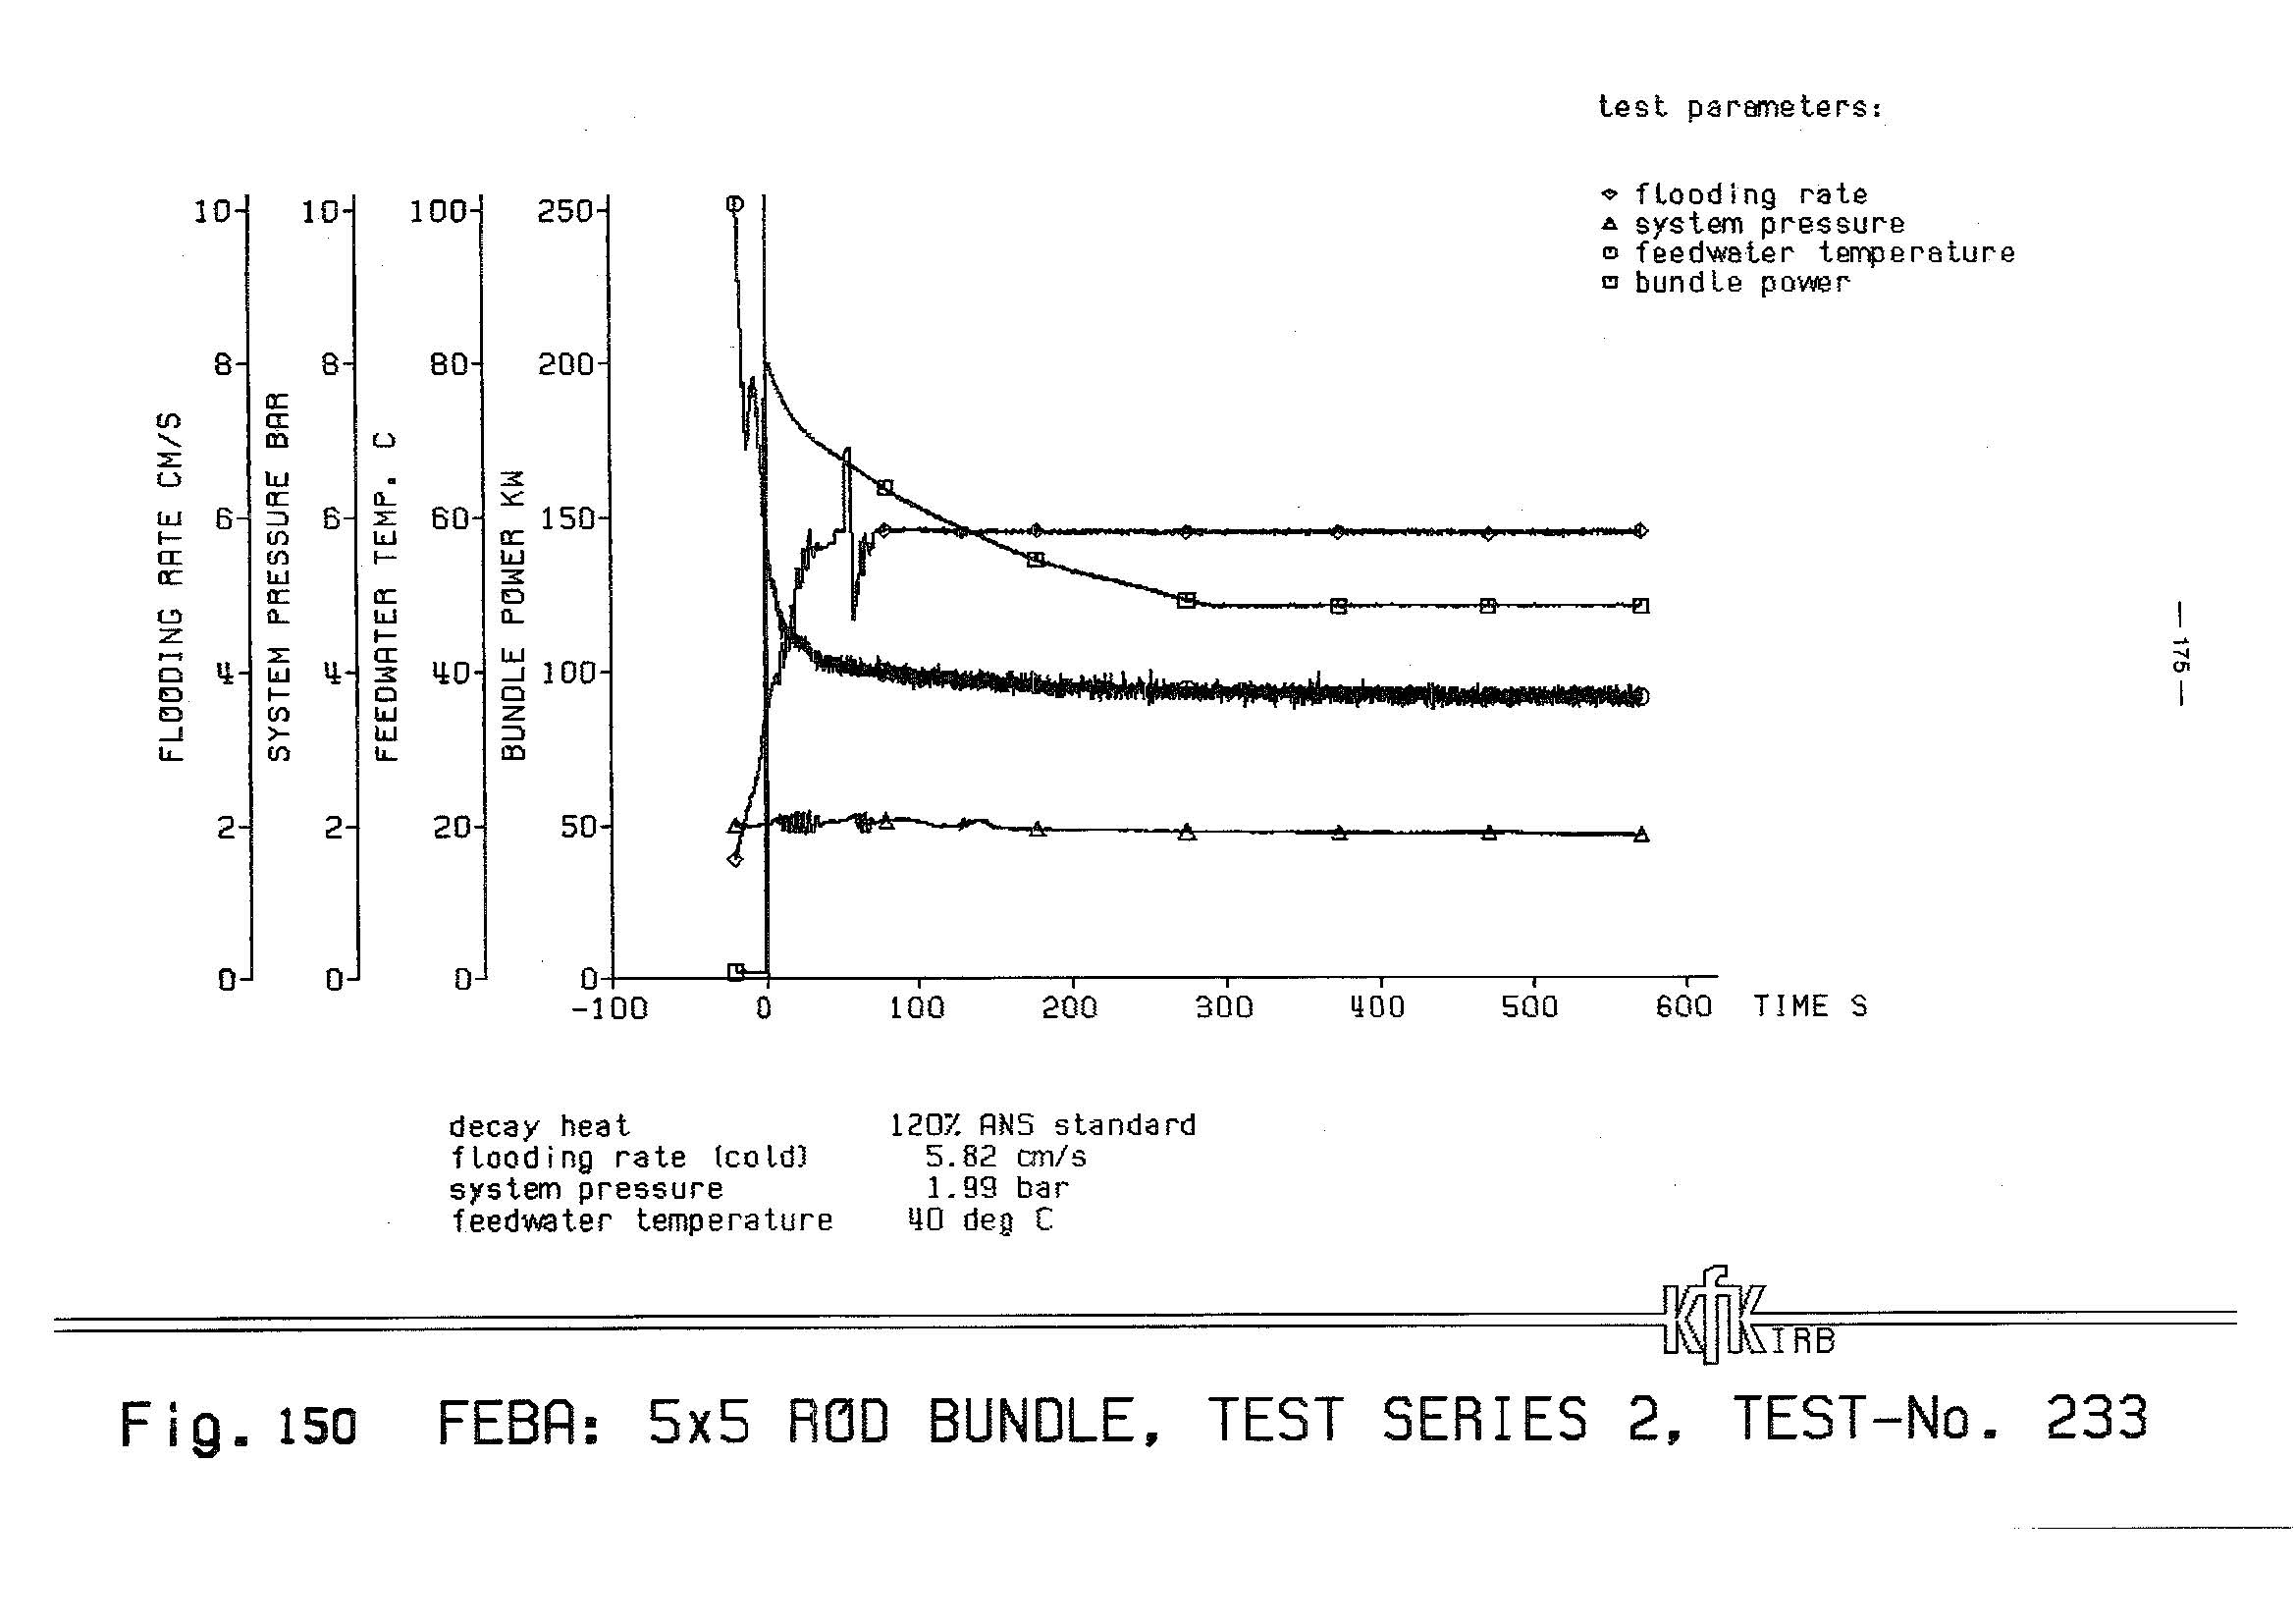 test parameters:
flooding rate
system pressure
feedwater temperature
bundle power
10 10 100 250
8 8 80 200
6 6 60 150
4 4 40 100
2 2 20 50
0 0 0 0
FLOODING RATE CM/S
SYSTEM PRESSURE BAR
FEEDWATER TEMP. C
BUNDLE POWER KW
-100 0 100 200 300 400 500 600 TIME S
— 175 —
decay heat 120% ANS standard
flooding rate (cold) 5.82 cm/s
system pressure 1.99 bar
feedwater temperature 40 deg C
KfK IRB
Fig. 150 FEBA: 5x5 ROD BUNDLE, TEST SERIES 2, TEST-No. 233